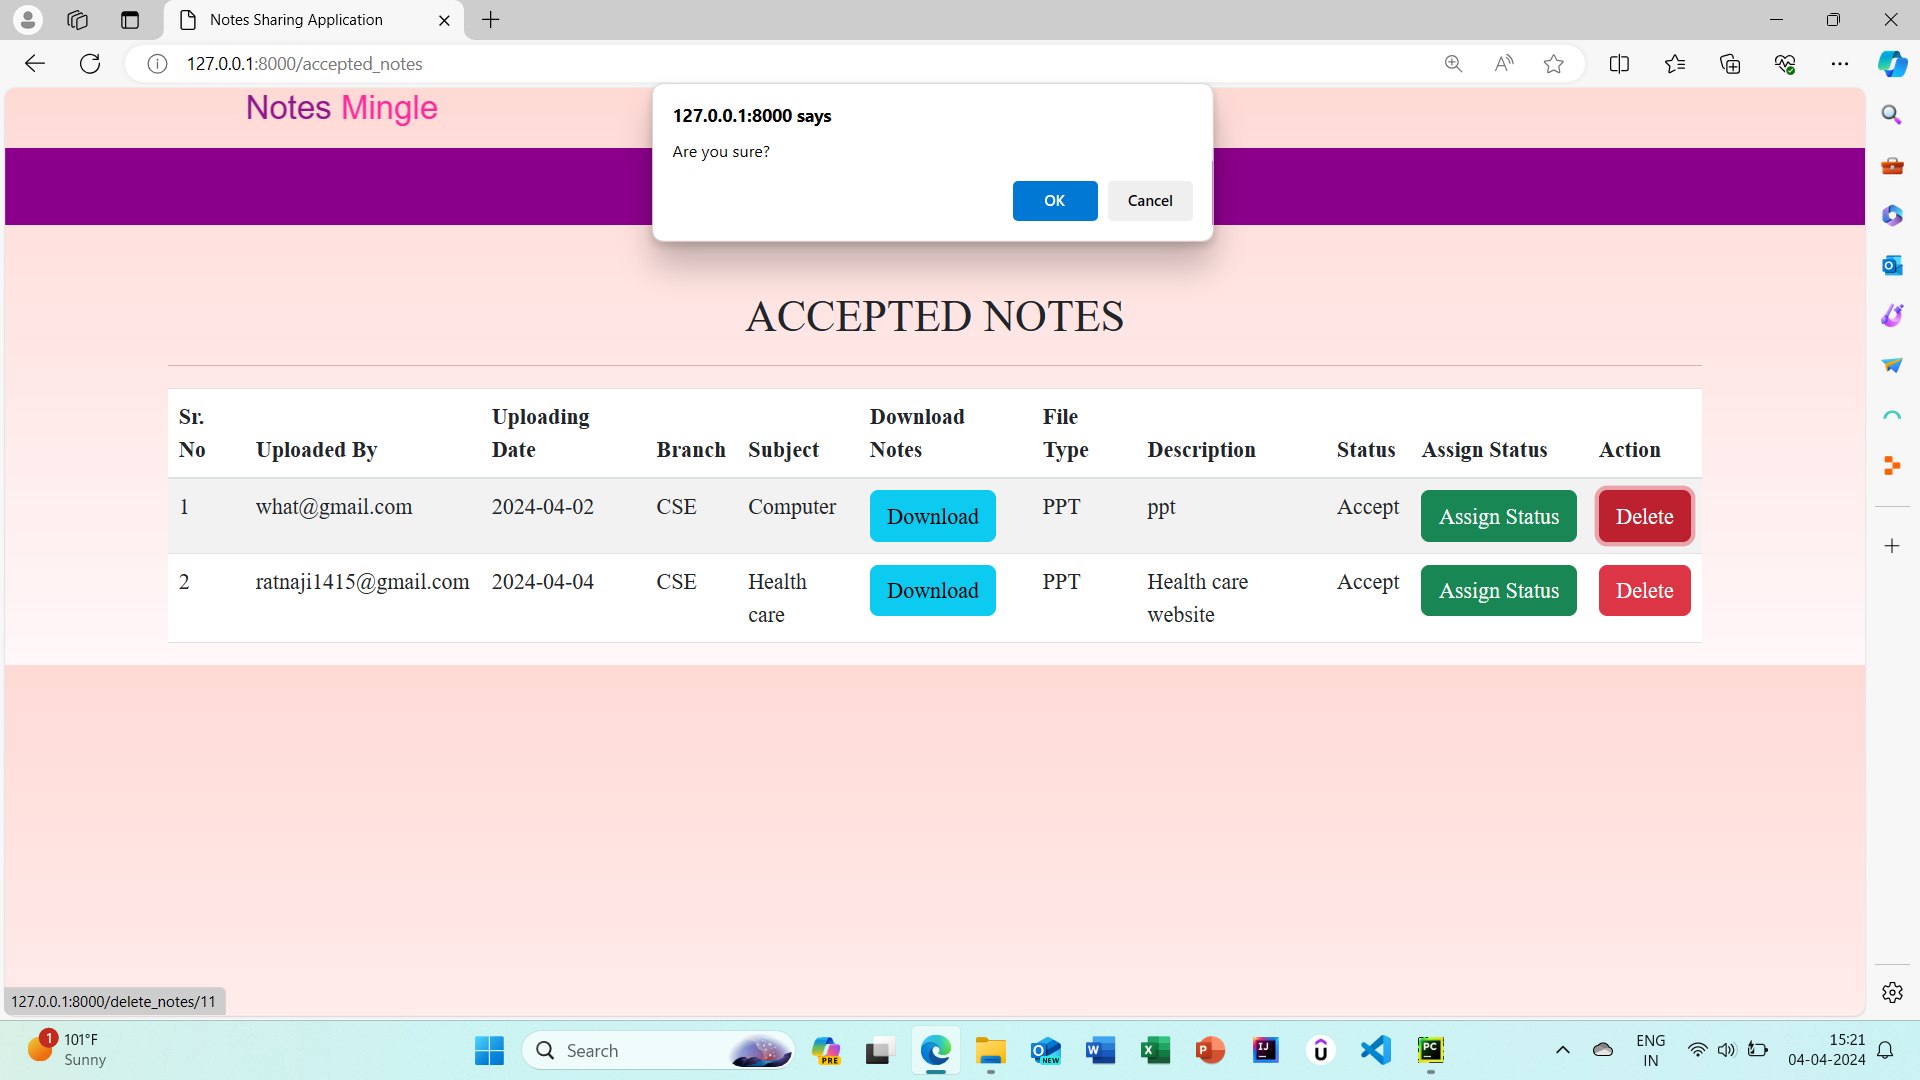 Notes Sharing Application
127.0.0.1:8000/accepted_notes
Notes Mingle
127.0.0.1:8000 says
Are you sure?
OK Cancel
ACCEPTED NOTES
Sr. No Uploaded By Uploading Date Branch Subject Download Notes File Type Description Status Assign Status Action
1 what@gmail.com 2024-04-02 CSE Computer Download PPT ppt Accept Assign Status Delete
2 ratnaji1415@gmail.com 2024-04-04 CSE Health care Download PPT Health care website Accept Assign Status Delete
127.0.0.1:8000/delete_notes/11
1
101°F
Sunny
Search
PRE
NEW
ENG
IN
15:21
04-04-2024